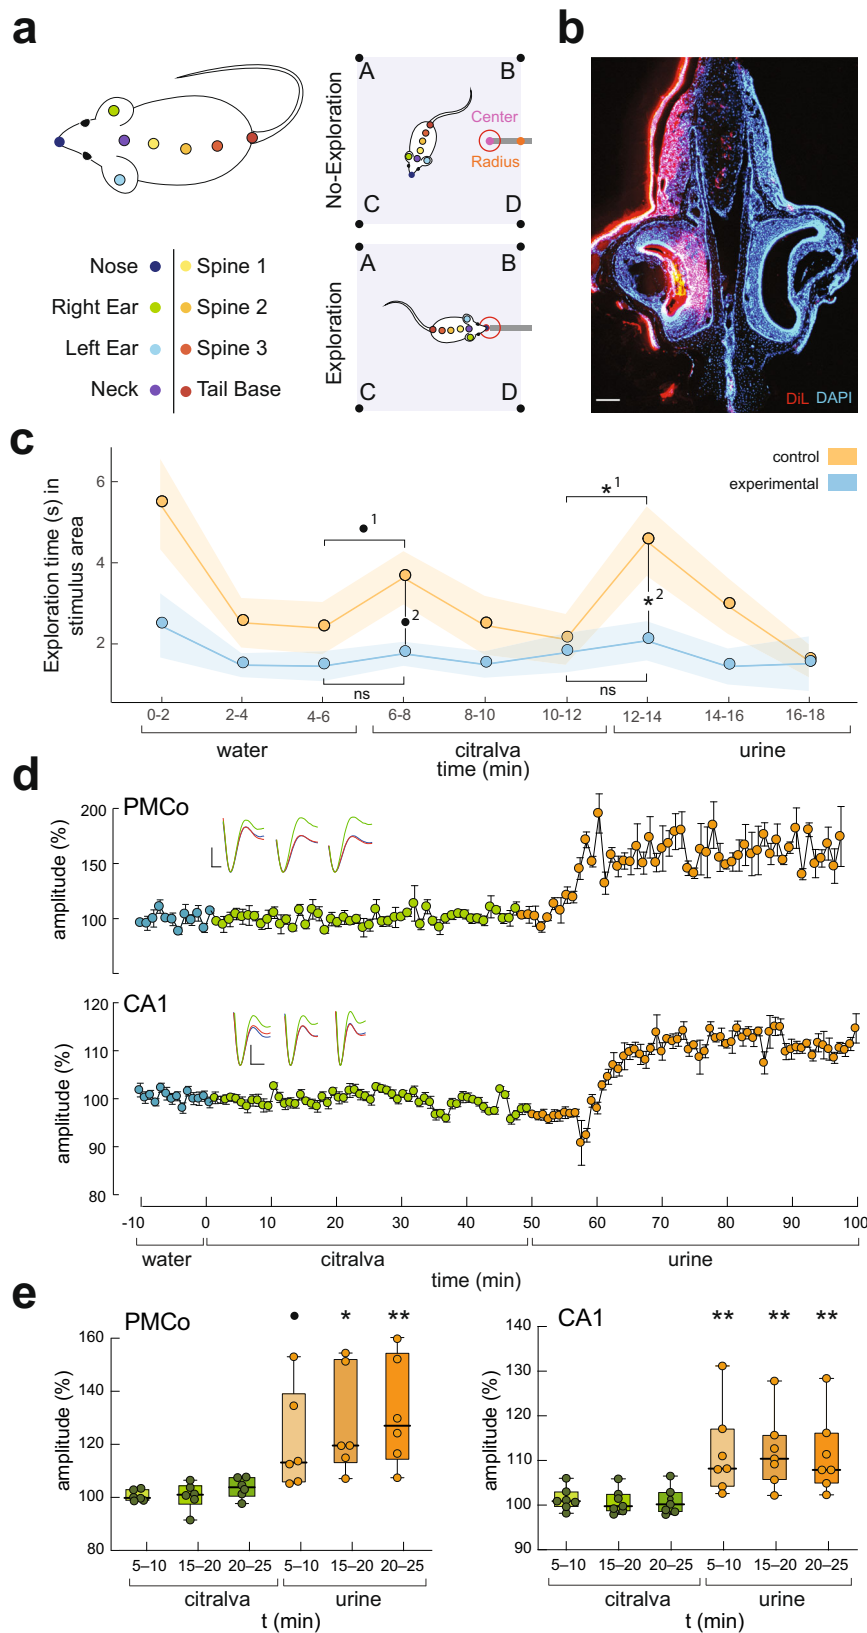 a
b
No-Exploration
A
B
Center
Radius
C
D
Nose
Spine 1
Right Ear
Spine 2
Left Ear
Spine 3
Neck
Tail Base
Exploration
A
B
C
D
DiL DAPI
c
control
experimental
Exploration time (s) in
stimulus area
6
4
2
●1
*1
●2
*2
ns
ns
0-2
2-4
4-6
6-8
8-10
10-12
12-14
14-16
16-18
water
citralva
urine
time (min)
d
PMCo
amplitude (%)
200
150
100
CA1
amplitude (%)
120
110
100
90
80
-10
0
10
20
30
40
50
60
70
80
90
100
water
citralva
urine
time (min)
e
PMCo
● * **
amplitude (%)
160
140
120
100
80
5–10
15–20
20–25
5–10
15–20
20–25
citralva
urine
t (min)
CA1
** ** **
amplitude (%)
140
130
120
110
100
90
5–10
15–20
20–25
5–10
15–20
20–25
citralva
urine
t (min)